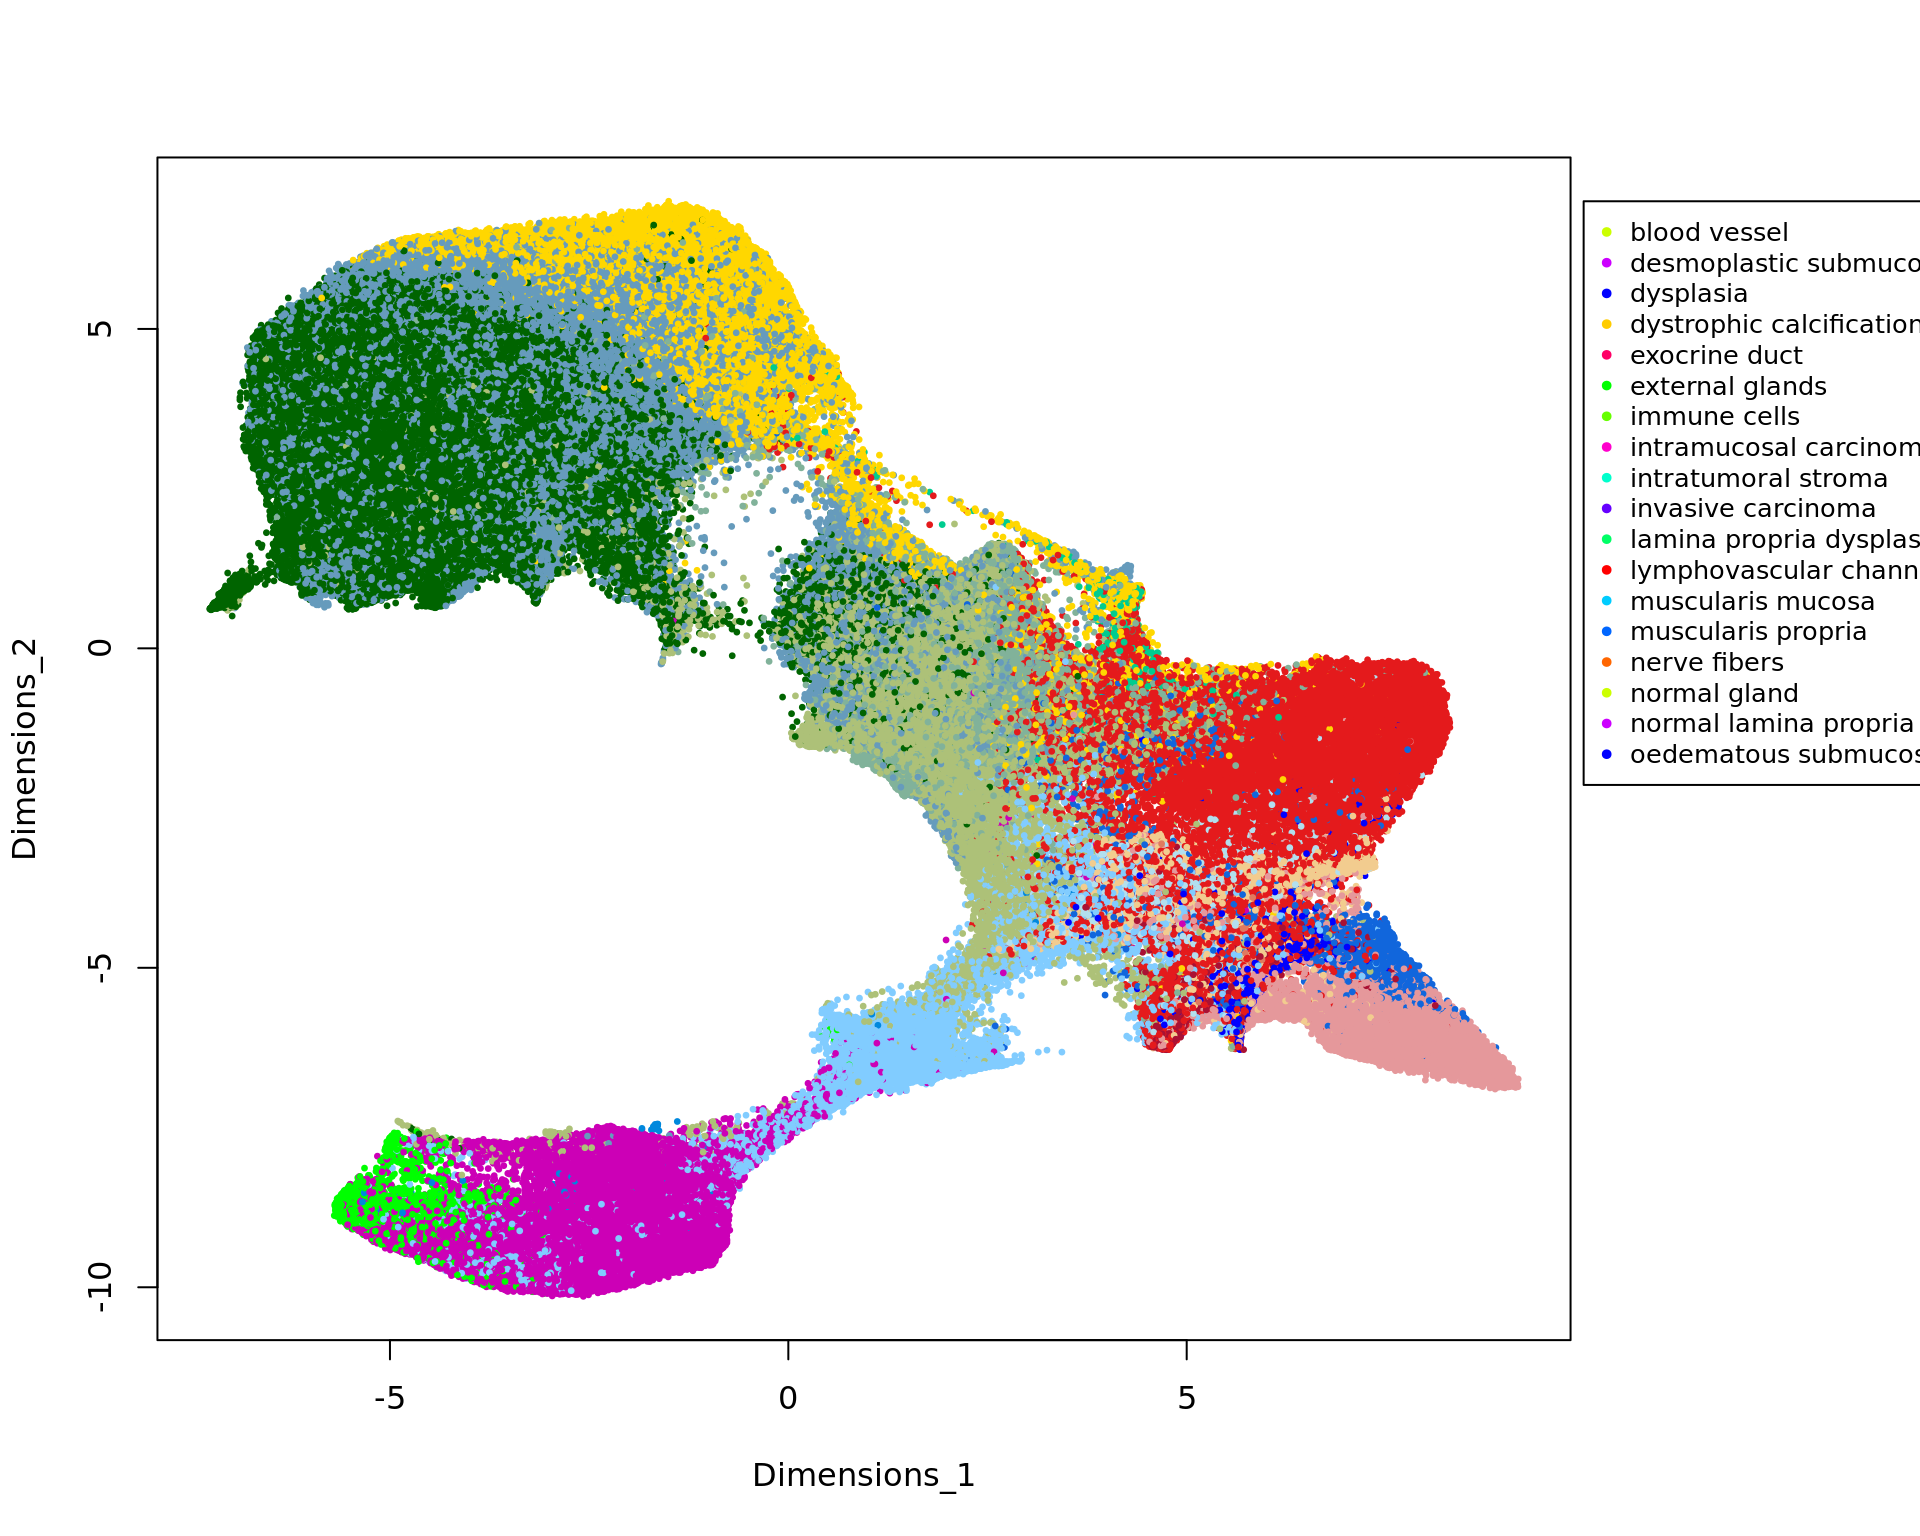 5
0
-5
-10
-5
0
5
Dimensions_1
Dimensions_2
blood vessel
desmoplastic submuco
dysplasia
dystrophic calcification
exocrine duct
external glands
immune cells
intramucosal carcinom
intratumoral stroma
invasive carcinoma
lamina propria dysplas
lymphovascular chann
muscularis mucosa
muscularis propria
nerve fibers
normal gland
normal lamina propria
oedematous submucos